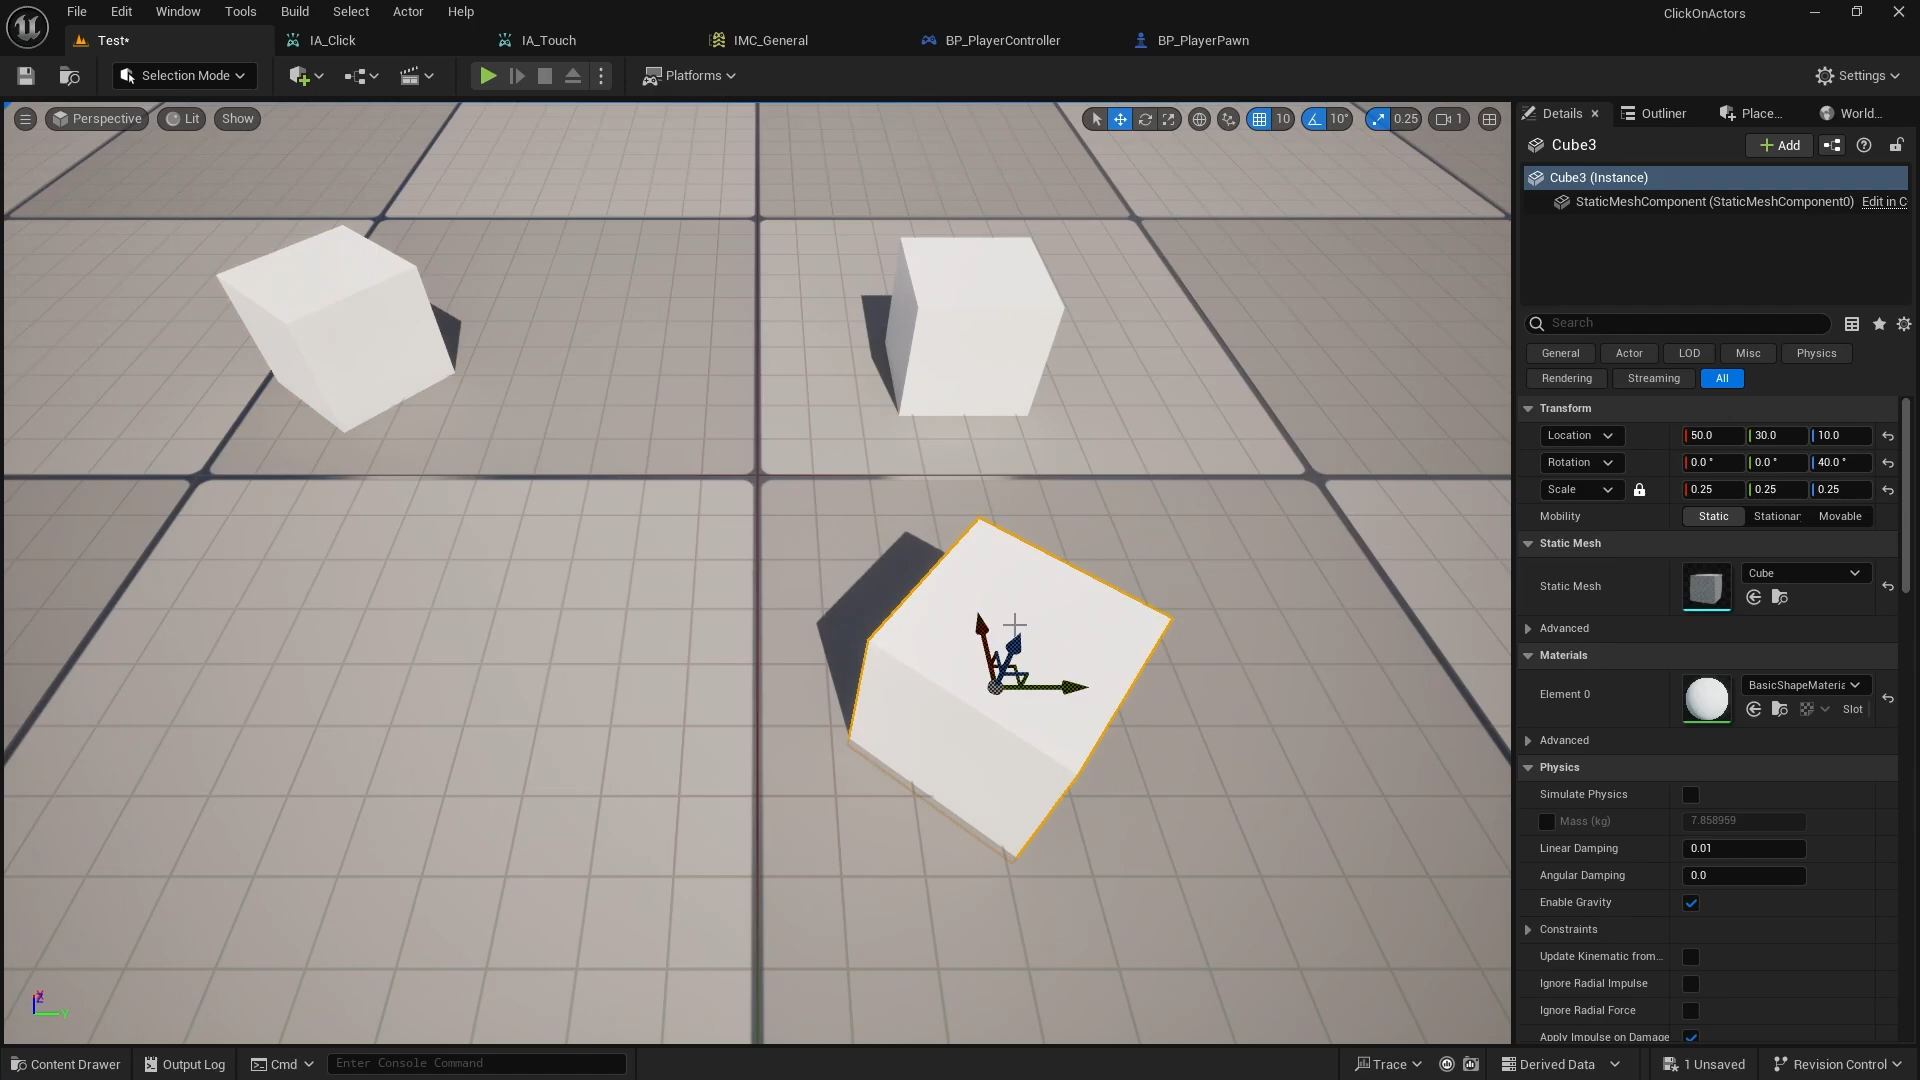 File Edit Window Tools Build Select Actor Help
ClickOnActors
Test* IA_Click IA_Touch IMC_General BP_PlayerController BP_PlayerPawn
Selection Mode Platforms Settings
Perspective Lit Show 10 10° 0.25 1
Details Outliner Place... World...
Cube3 Add
Cube3 (Instance)
StaticMeshComponent (StaticMeshComponent0) Edit in C
Search
General Actor LOD Misc Physics
Rendering Streaming All
Transform
Location 50.0 30.0 10.0
Rotation 0.0 ° 0.0 ° 40.0 °
Scale 0.25 0.25 0.25
Mobility Static Stationar Movable
Static Mesh
Cube
Static Mesh
Advanced
Materials
BasicShapeMateria
Element 0
Slot
Advanced
Physics
Simulate Physics
Mass (kg) 7.858959
Linear Damping 0.01
Angular Damping 0.0
Enable Gravity
Constraints
Update Kinematic from...
Ignore Radial Impulse
Ignore Radial Force
Apply Impulse on Damage
Z Y
Content Drawer Output Log Cmd Enter Console Command Trace Derived Data 1 Unsaved Revision Control